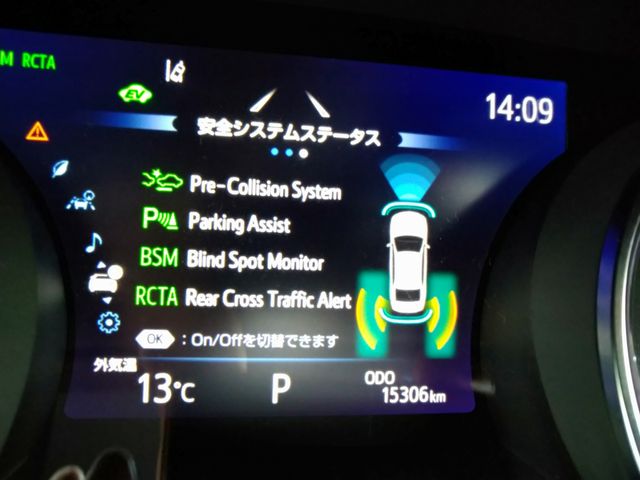 M RCTA
EV
14:09
安全システムステータス
Pre-Collision System
P Parking Assist
BSM Blind Spot Monitor
RCTA Rear Cross Traffic Alert
OK : On/Offを切替できます
外気温
13℃
P
ODO
15306km